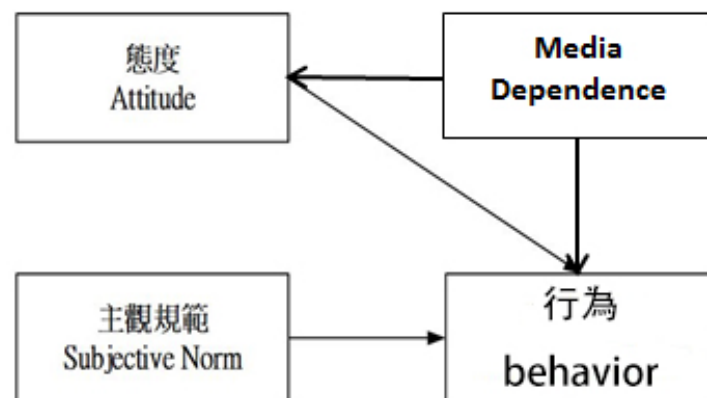 態度
Attitude
Media
Dependence
主觀規範
Subjective Norm
行為
behavior